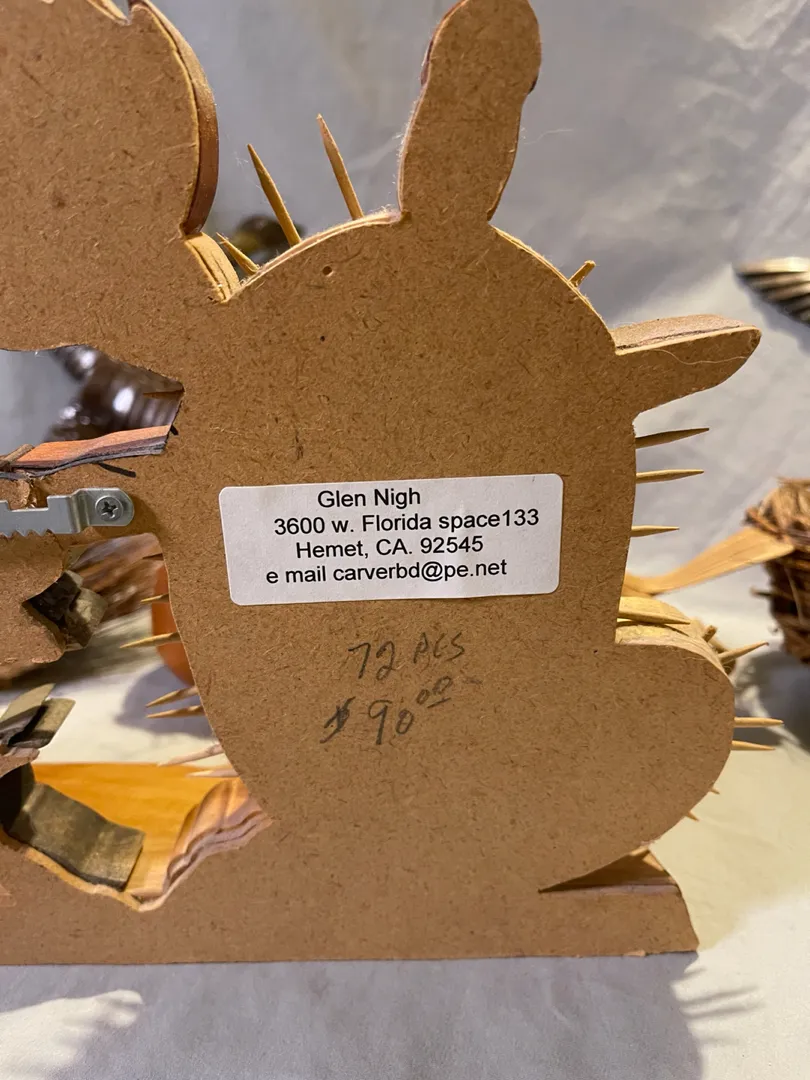 Glen Nigh
3600 w. Florida space133
Hemet, CA. 92545
e mail carverbd@pe.net
72 PCS
$90.00